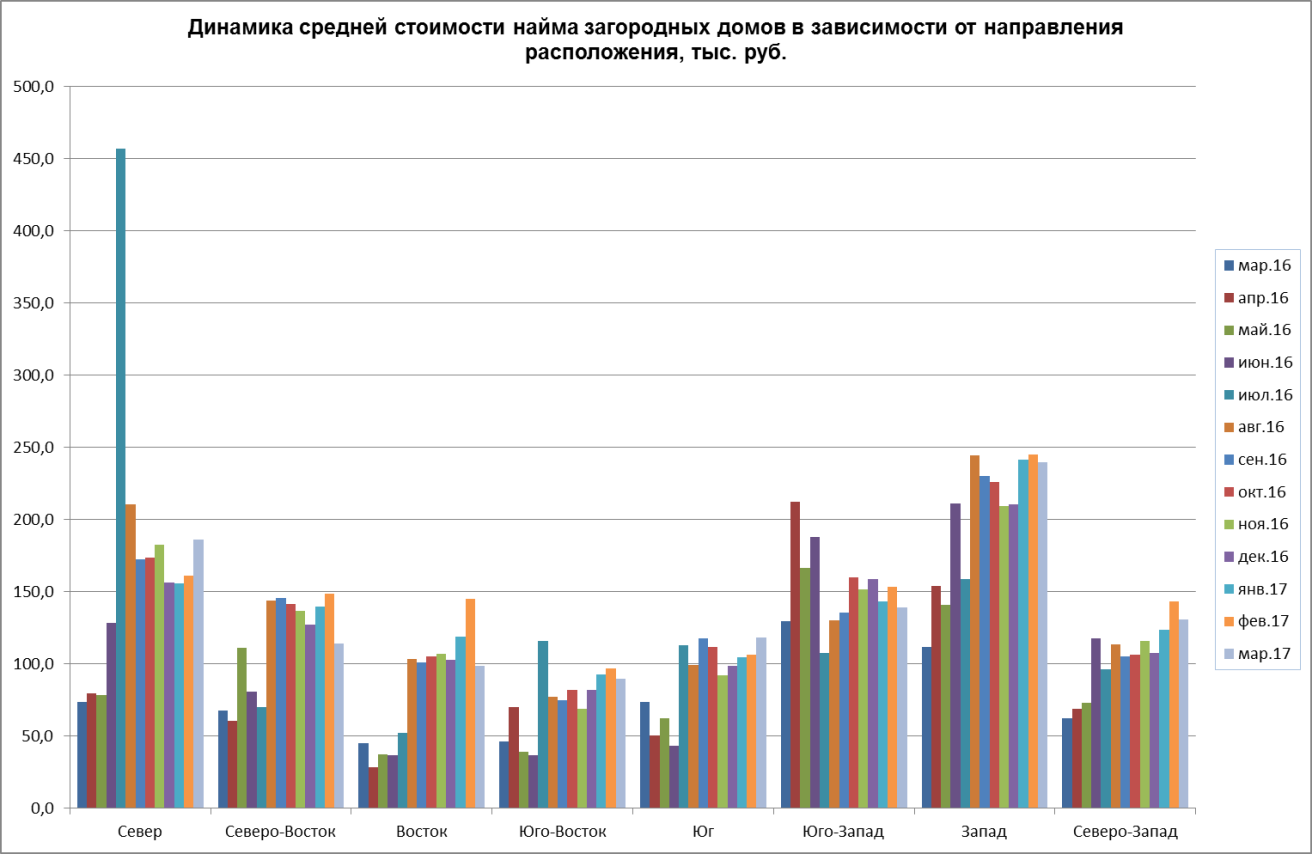 Динамика средней стоимости найма загородных домов в зависимости от направления
расположения, тыс. руб.
500,0
450,0
400,0
350,0
300,0
250,0
200,0
150,0
100,0
50,0
0,0
Север
Северо-Восток
Восток
Юго-Восток
Юг
Юго-Запад
Запад
Северо-Запад
мар.16
апр.16
май.16
июн.16
июл.16
авг.16
сен.16
окт.16
ноя.16
дек.16
янв.17
фев.17
мар.17